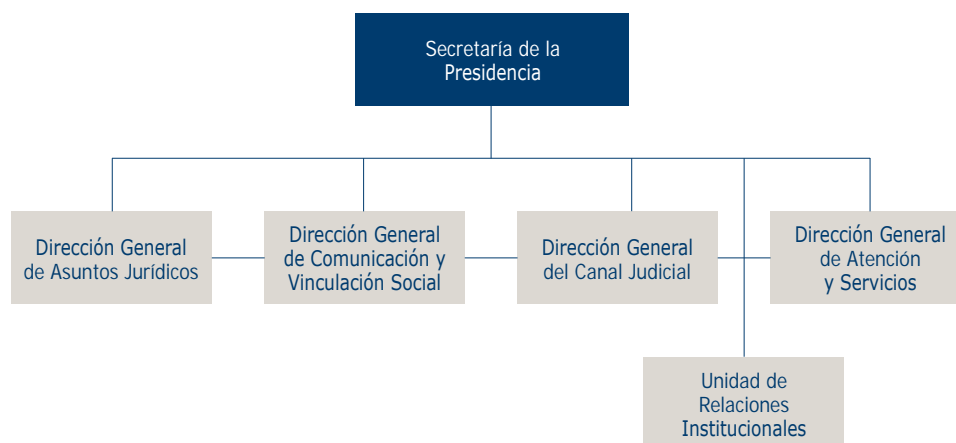 Secretaría de la
Presidencia
Dirección General
de Asuntos Jurídicos
Dirección General
de Comunicación y
Vinculación Social
Dirección General
del Canal Judicial
Dirección General
de Atención
y Servicios
Unidad de
Relaciones
Institucionales